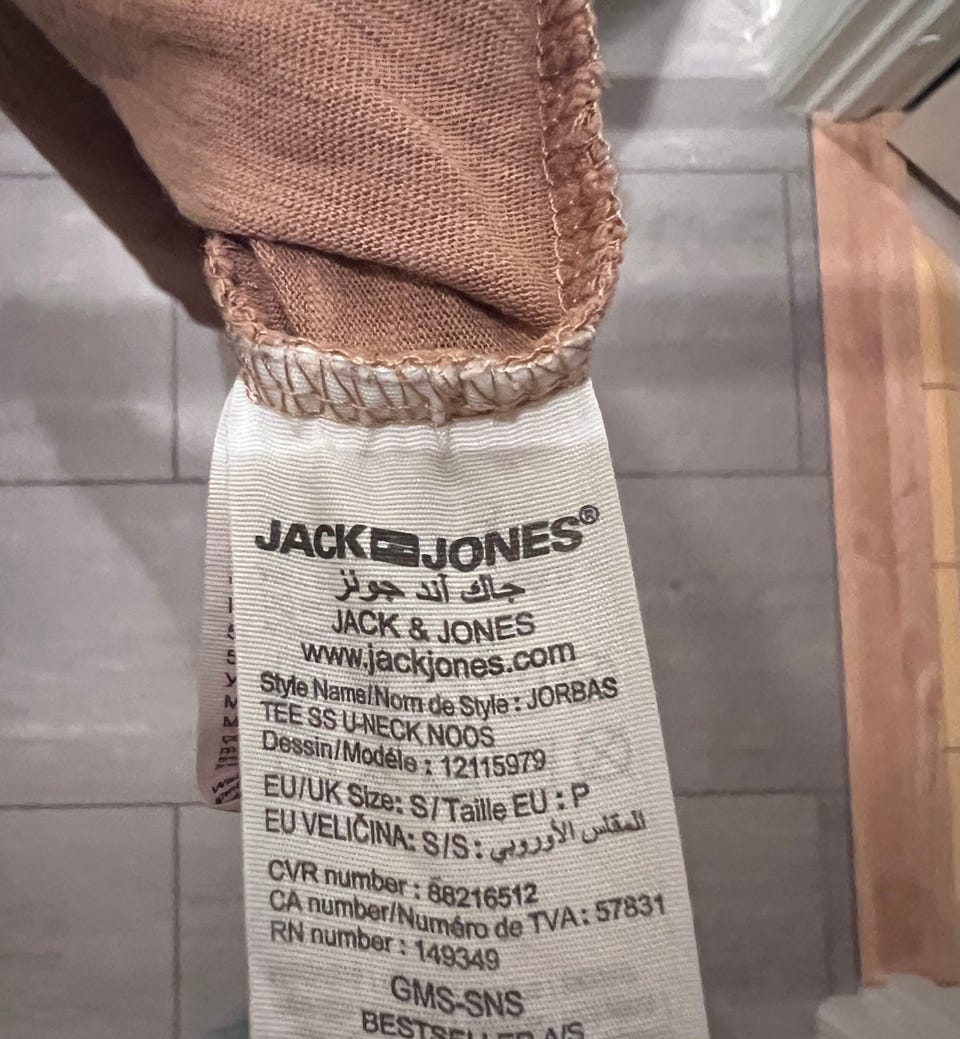 JACK JONES®
جاك آند جونز
JACK & JONES
www.jackjones.com
Style Name/Nom de Style : JORBAS
TEE SS U-NECK NOOS
Dessin/Modéle : 12115979
EU/UK Size: S/Taille EU : P
EU VELIČINA: S/S : المقاس الأوروبي
CVR number : 88216512
CA number/Numéro de TVA : 57831
RN number : 149349
GMS-SNS
BESTSELLER A/S